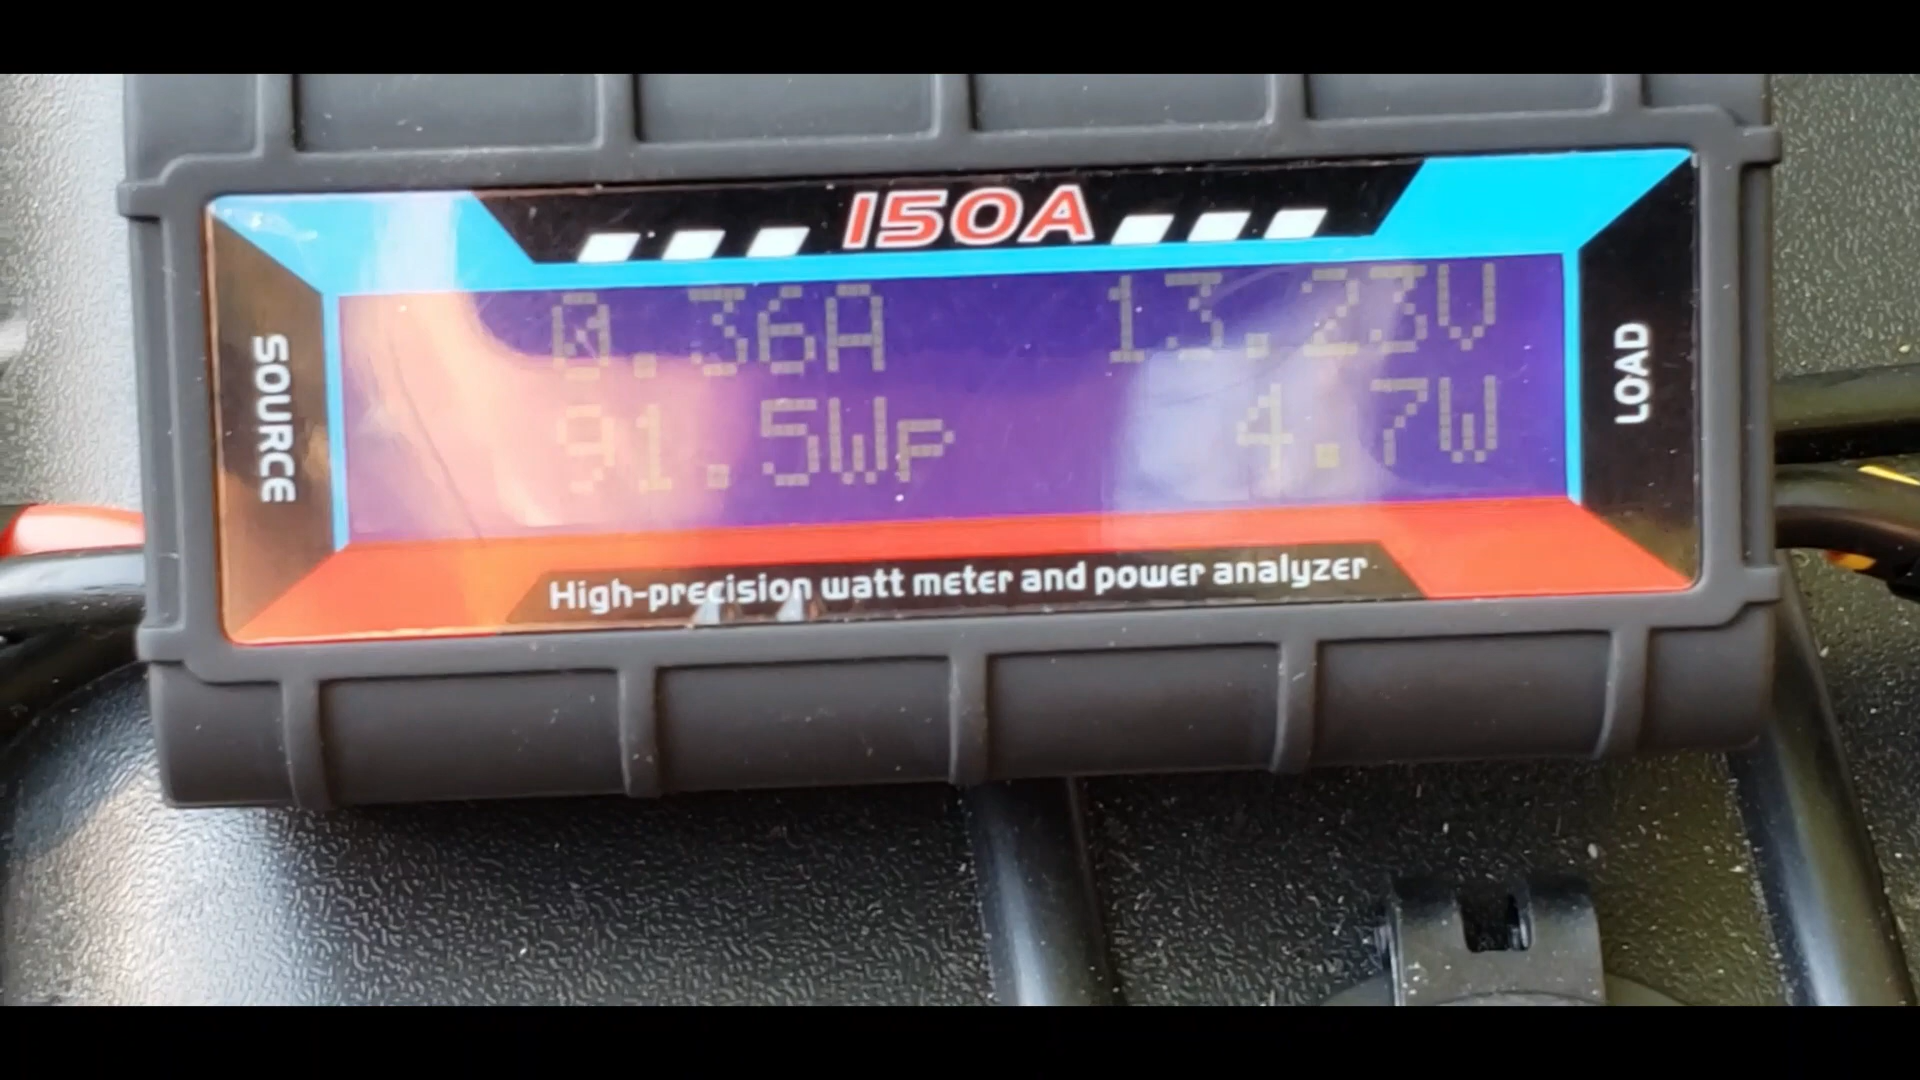 150A
SOURCE
0.36A 13.23V
91.5Wp 4.7W
LOAD
High-precision watt meter and power analyzer